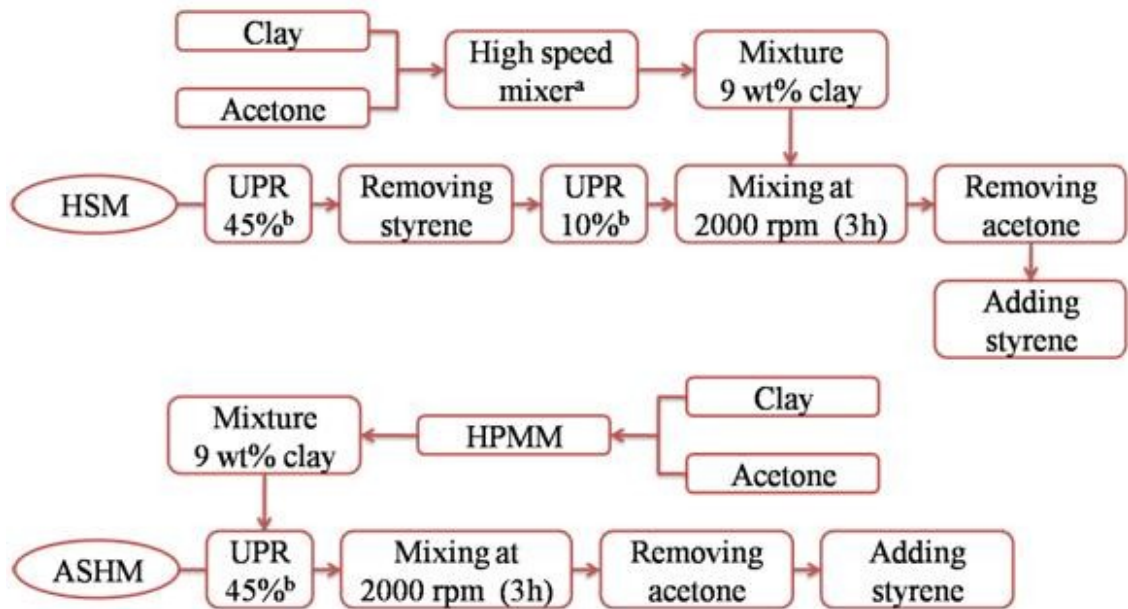 Clay
Acetone
High speed
mixerᵃ
Mixture
9 wt% clay
HSM
UPR
45%ᵇ
Removing
styrene
UPR
10%ᵇ
Mixing at
2000 rpm (3h)
Removing
acetone
Adding
styrene
Mixture
9 wt% clay
HPMM
Clay
Acetone
ASHM
UPR
45%ᵇ
Mixing at
2000 rpm (3h)
Removing
acetone
Adding
styrene